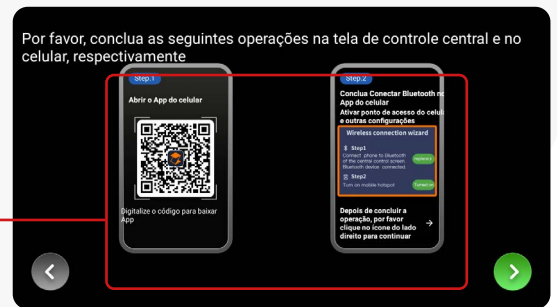 Por favor, conclua as seguintes operações na tela de controle central e no
celular, respectivamente
Step.1
Abrir o App do celular
Digitalize o código para baixar
App
Step.2
Conclua Conectar Bluetooth no
App do celular
Ativar ponto de acesso do celul
e outras configurações
Wireless connection wizard
Step1
Connect phone to bluetooth
of the central control screen
Bluetooth device connected.
Step2
Turn on mobile hotspot
Turned on
Depois de concluir a
operação, por favor
clique no ícone do lado
direito para continuar